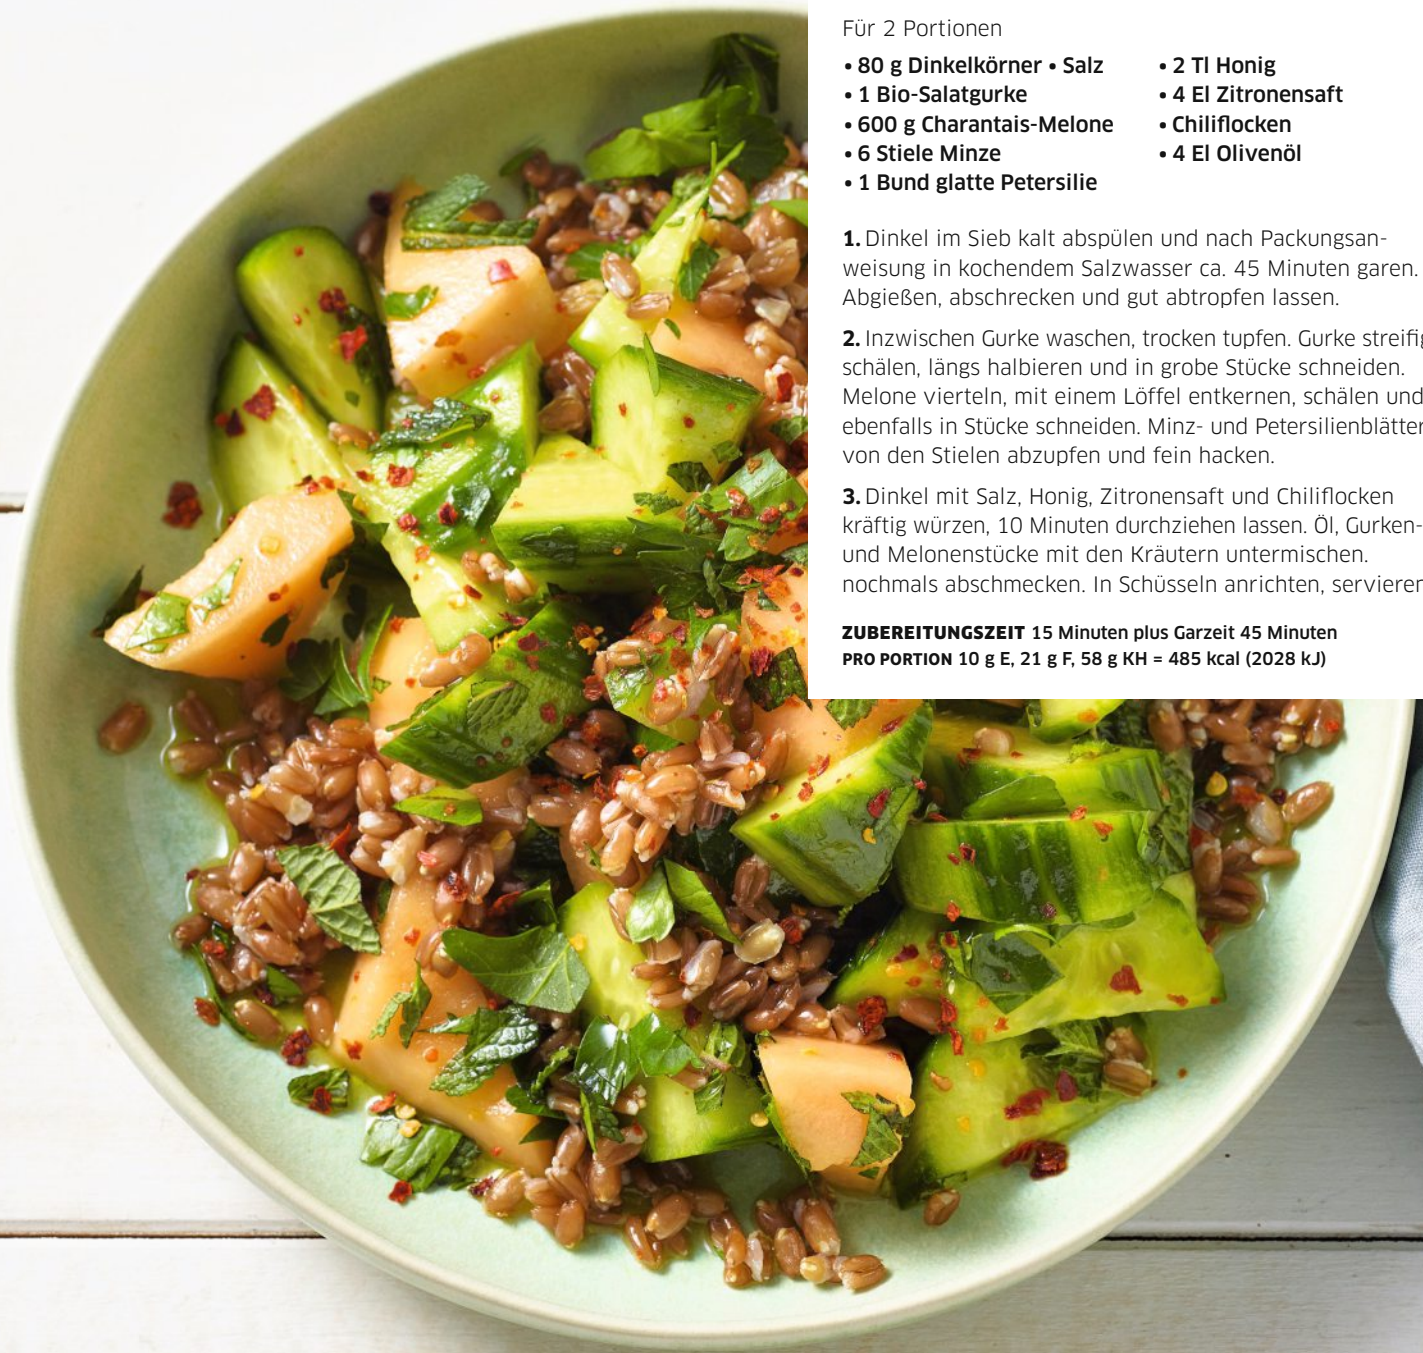 Für 2 Portionen
• 80 g Dinkelkörner • Salz
• 1 Bio-Salatgurke
• 600 g Charantais-Melone
• 6 Stiele Minze
• 1 Bund glatte Petersilie
• 2 Tl Honig
• 4 El Zitronensaft
• Chiliflocken
• 4 El Olivenöl
1. Dinkel im Sieb kalt abspülen und nach Packungsan-
weisung in kochendem Salzwasser ca. 45 Minuten garen.
Abgießen, abschrecken und gut abtropfen lassen.
2. Inzwischen Gurke waschen, trocken tupfen. Gurke streifig
schälen, längs halbieren und in grobe Stücke schneiden.
Melone vierteln, mit einem Löffel entkernen, schälen und
ebenfalls in Stücke schneiden. Minz- und Petersilienblätter
von den Stielen abzupfen und fein hacken.
3. Dinkel mit Salz, Honig, Zitronensaft und Chiliflocken
kräftig würzen, 10 Minuten durchziehen lassen. Öl, Gurken-
und Melonenstücke mit den Kräutern untermischen.
nochmals abschmecken. In Schüsseln anrichten, servieren
ZUBEREITUNGSZEIT 15 Minuten plus Garzeit 45 Minuten
PRO PORTION 10 g E, 21 g F, 58 g KH = 485 kcal (2028 kJ)